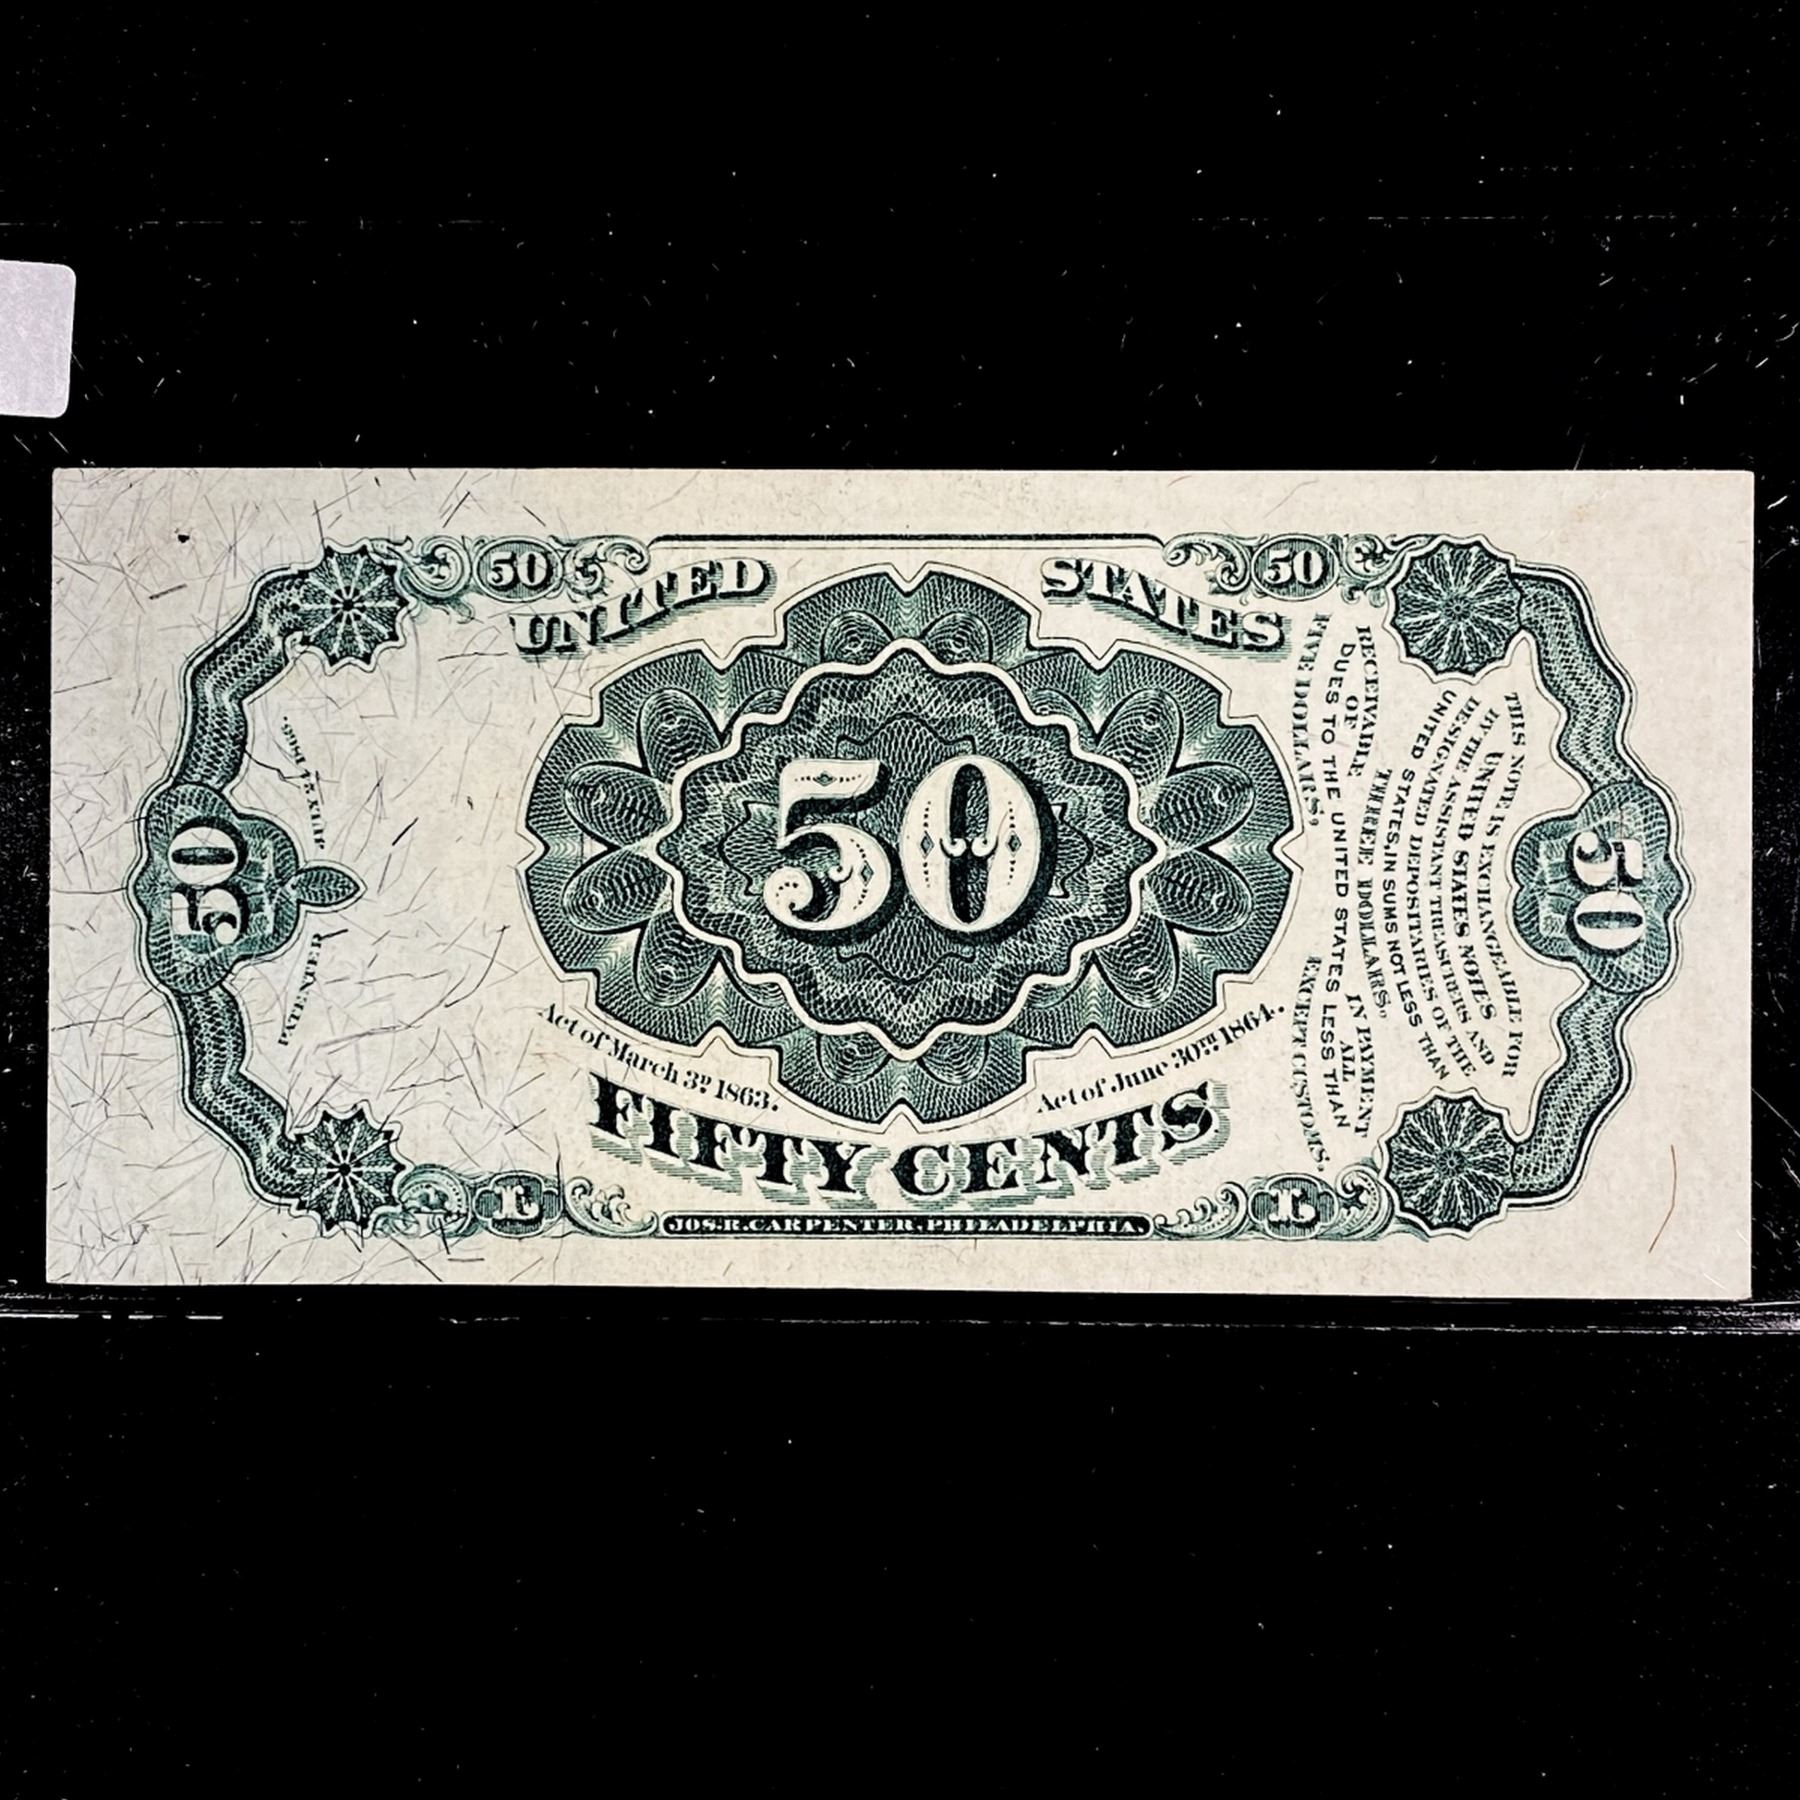 50
50
UNITED STATES
50
PATENTED
50
Act of March 3D 1863.
Act of June 30TH 1864.
FIFTY CENTS
L
JOS.R.CARPENTER, PHILADELPHIA.
L
THIS NOTE IS EXCHANGEABLE FOR
UNITED STATES NOTES
BY THE ASSISTANT TREASURERS AND
DESIGNATED DEPOSITARIES OF THE
UNITED STATES, IN SUMS NOT LESS THAN
THREE DOLLARS,
RECEIVABLE IN PAYMENT
OF ALL
DUES TO THE UNITED STATES LESS THAN
FIVE DOLLARS, EXCEPT CUSTOMS.
50